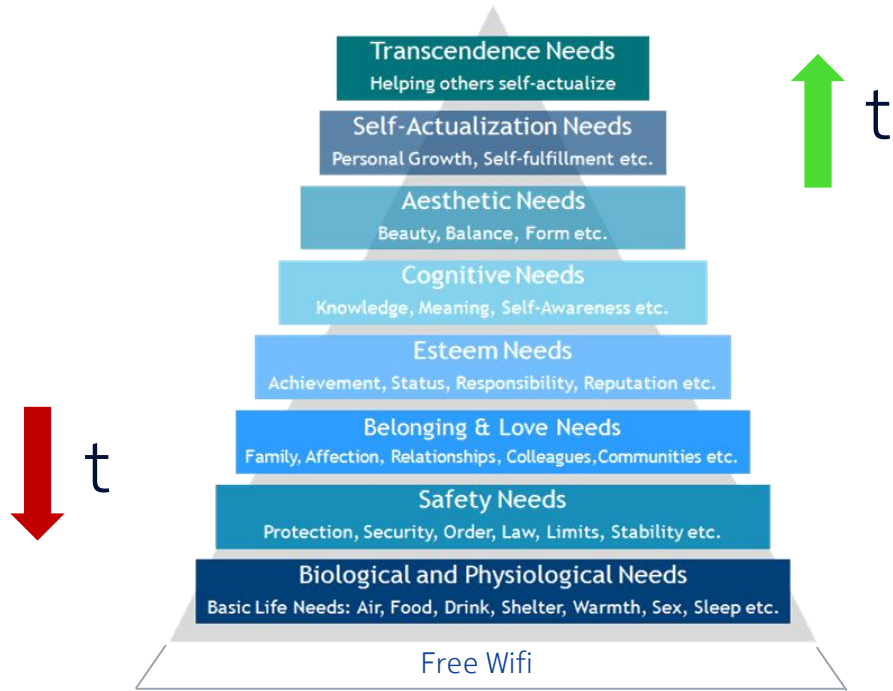 Transcendence Needs
Helping others self-actualize
t
Self-Actualization Needs
Personal Growth, Self-fulfillment etc.
Aesthetic Needs
Beauty, Balance, Form etc.
Cognitive Needs
Knowledge, Meaning, Self-Awareness etc.
Esteem Needs
Achievement, Status, Responsibility, Reputation etc.
Belonging & Love Needs
Family, Affection, Relationships, Colleagues,Communities etc.
t
Safety Needs
Protection, Security, Order, Law, Limits, Stability etc.
Biological and Physiological Needs
Basic Life Needs: Air, Food, Drink, Shelter, Warmth, Sex, Sleep etc.
Free Wifi